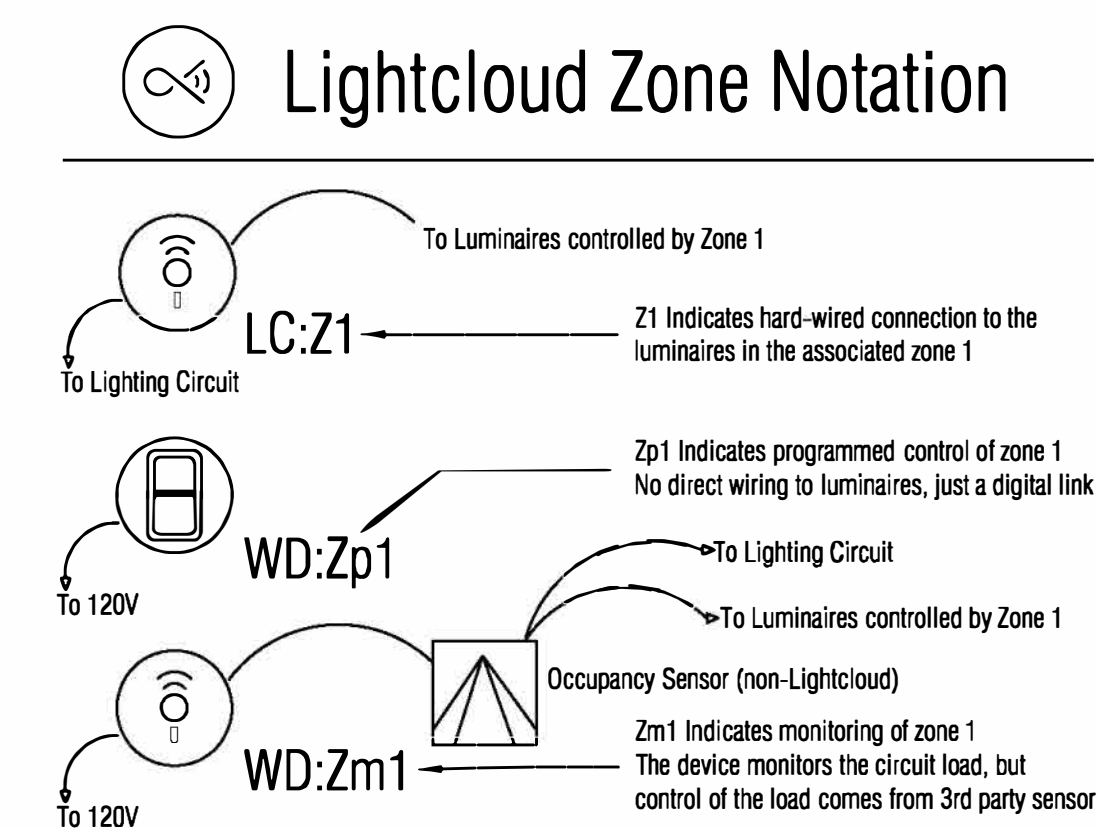 Lightcloud Zone Notation
To Luminaires controlled by Zone 1
LC:Z1
Z1 Indicates hard-wired connection to the
luminaires in the associated zone 1
To Lighting Circuit
Zp1 Indicates programmed control of zone 1
No direct wiring to luminaires, just a digital link
WD:Zp1
To 120V
To Lighting Circuit
To Luminaires controlled by Zone 1
Occupancy Sensor (non-Lightcloud)
WD:Zm1
Zm1 Indicates monitoring of zone 1
The device monitors the circuit load, but
control of the load comes from 3rd party sensor
To 120V